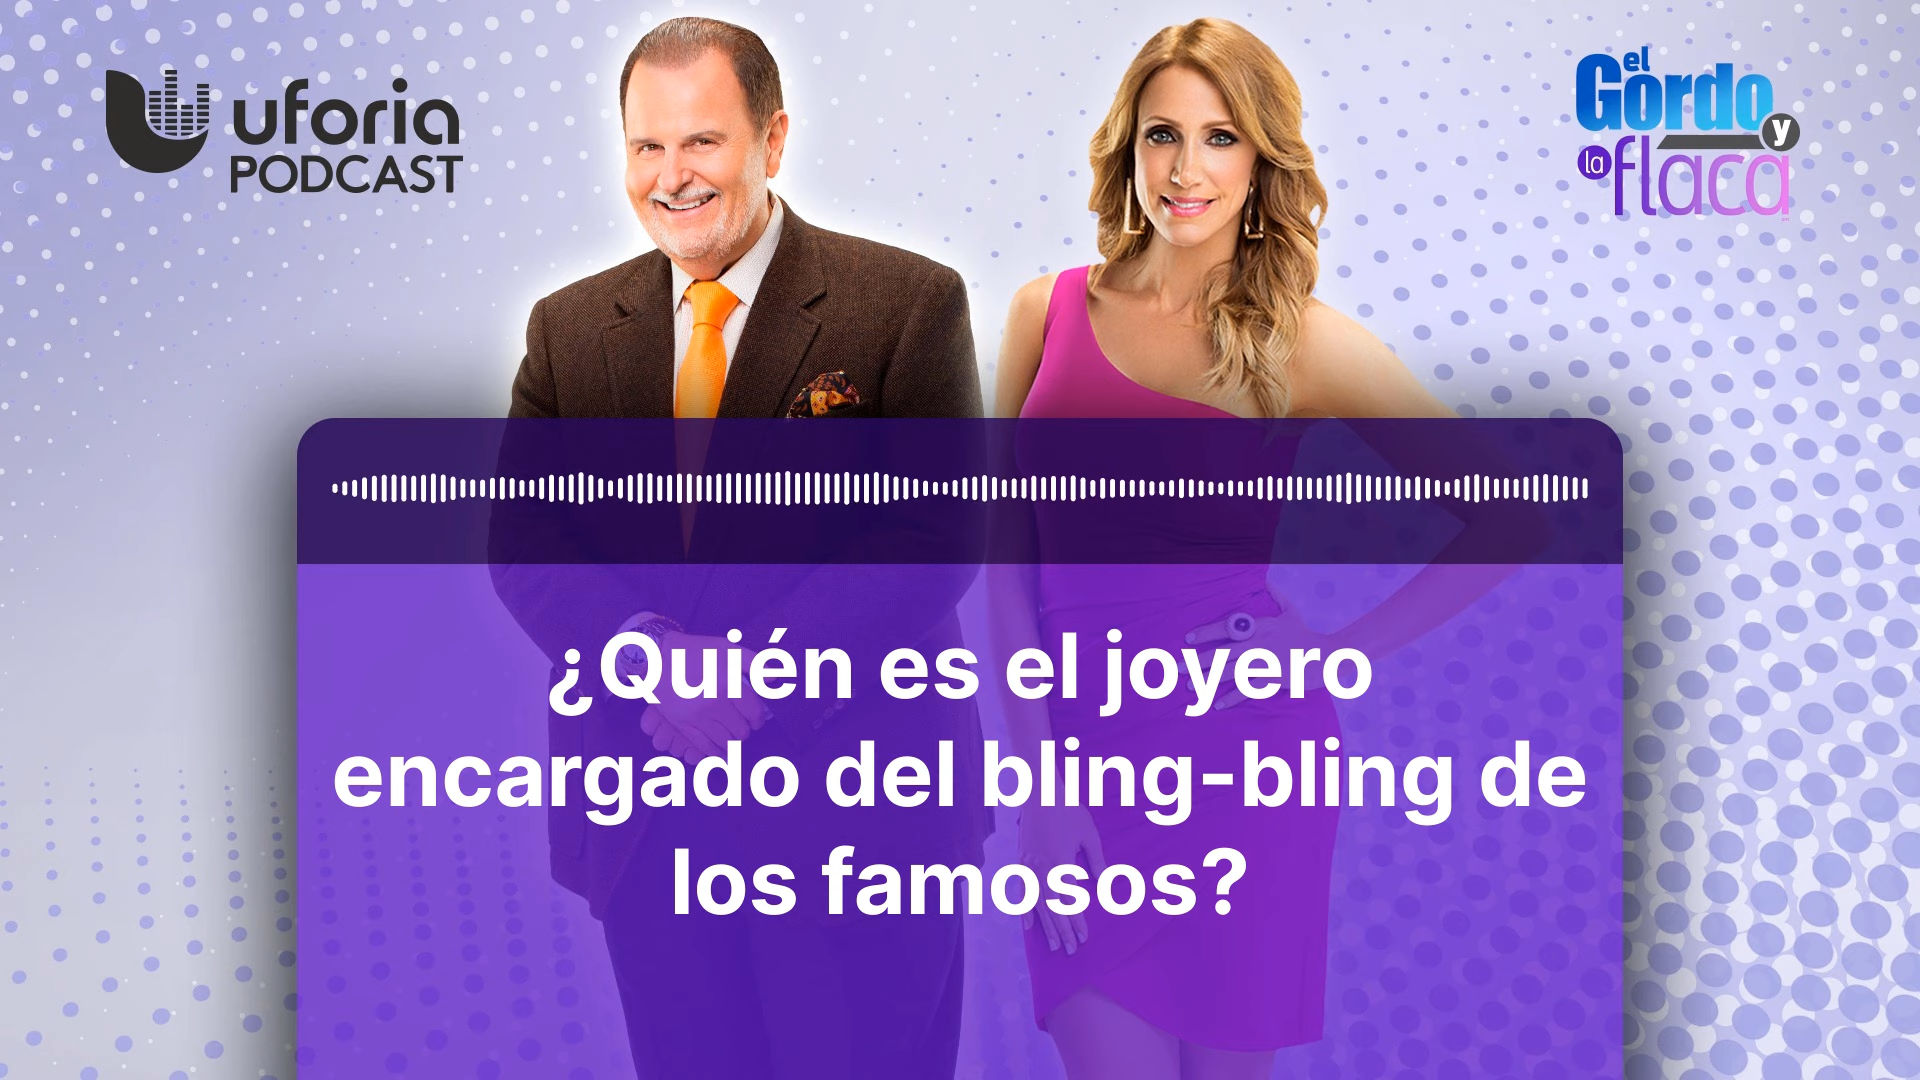 uforia
PODCAST
el
Gordo
y
la
flaca
¿Quién es el joyero
encargado del bling-bling de
los famosos?